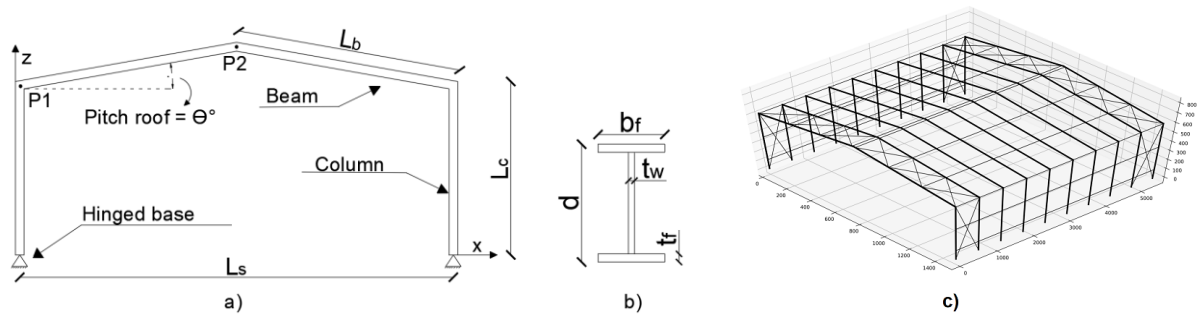 z
P1
P2
Lb
Pitch roof = Ө°
Beam
Column
Lc
Hinged base
x
Ls
a)
bf
d
tw
tf
b)
800
700
600
500
400
300
200
100
0
0
200
400
600
800
1000
1200
1400
0
1000
2000
3000
4000
5000
c)